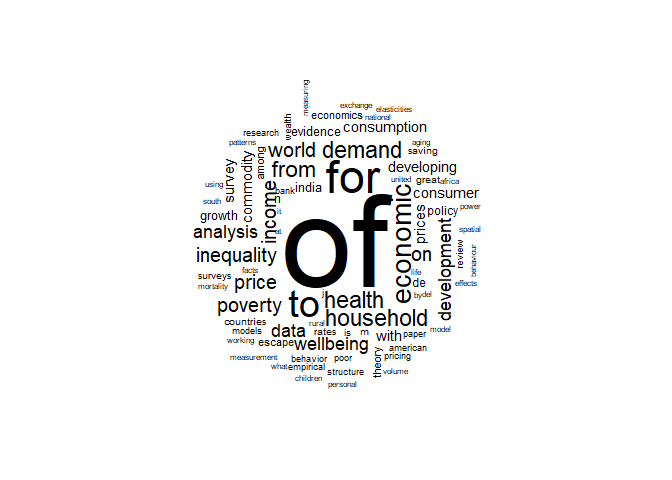 measuring
exchange elasticities
wealth economics national
research evidence consumption
patterns among world demand aging
saving
survey commodity from for developing
using bank india united great africa
south income n economic consumer
growth it of prices policy power
analysis at on development spatial
inequality review behaviour
facts life effects
surveys price j health de
mortality poverty to household by del
countries rural model
models data rates is m with paper
working escape wellbeing american
measurement behavior poor theory pricing
what empirical structure volume
children personal